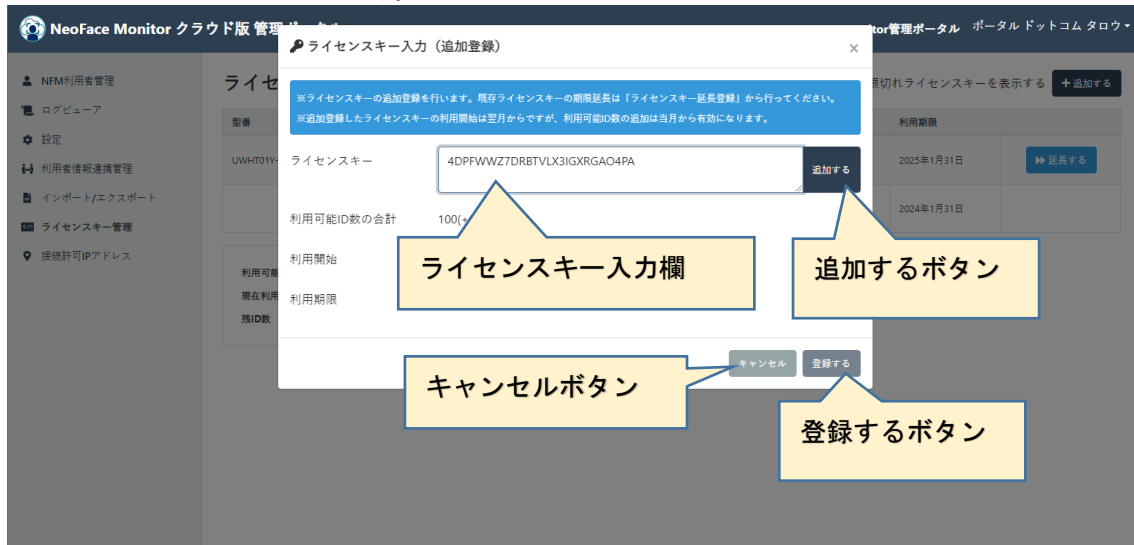 NeoFace Monitor クラウド版 管理
tor管理ポータル
ポータル ドットコム タロウ
ライセンスキー入力（追加登録）
×
NFM利用者管理
ログビューア
設定
利用者情報連携管理
インポート/エクスポート
ライセンスキー管理
接続許可IPアドレス
ライセ
限切れライセンスキーを表示する
+追加する
※ライセンスキーの追加登録を行います。既存ライセンスキーの期限延長は「ライセンスキー延長登録」から行ってください。
※追加登録したライセンスキーの利用開始は翌月からですが、利用可能ID数の追加は当月から有効になります。
型番
利用期限
UWHT01Y-
2025年1月31日
延長する
2024年1月31日
ライセンスキー
4DPFWWZ7DRBTVLX3IGXRGAO4PA
追加する
利用可能ID数の合計
100(+
利用開始
利用期限
利用可能
現在利用
残ID数
キャンセル
登録する
ライセンスキー入力欄
追加するボタン
キャンセルボタン
登録するボタン